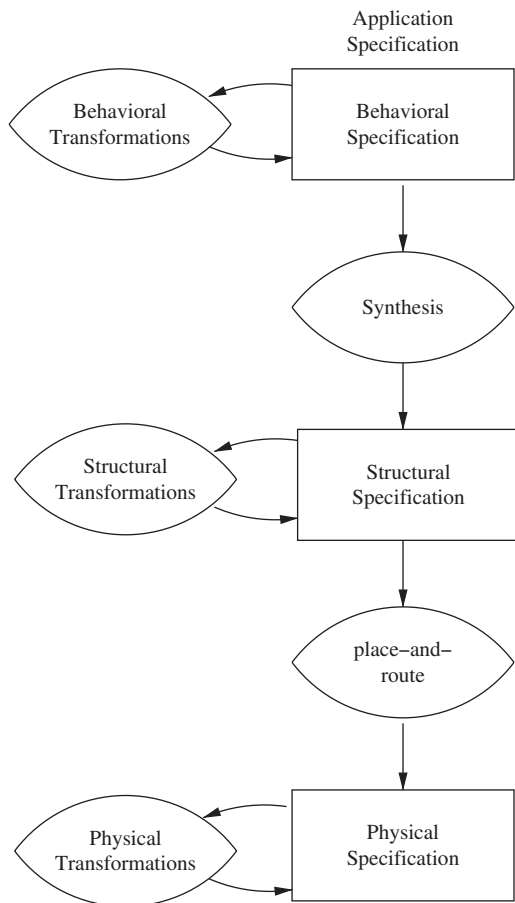 Application
Specification
Behavioral
Transformations
Behavioral
Specification
Synthesis
Structural
Transformations
Structural
Specification
place−and−
route
Physical
Transformations
Physical
Specification